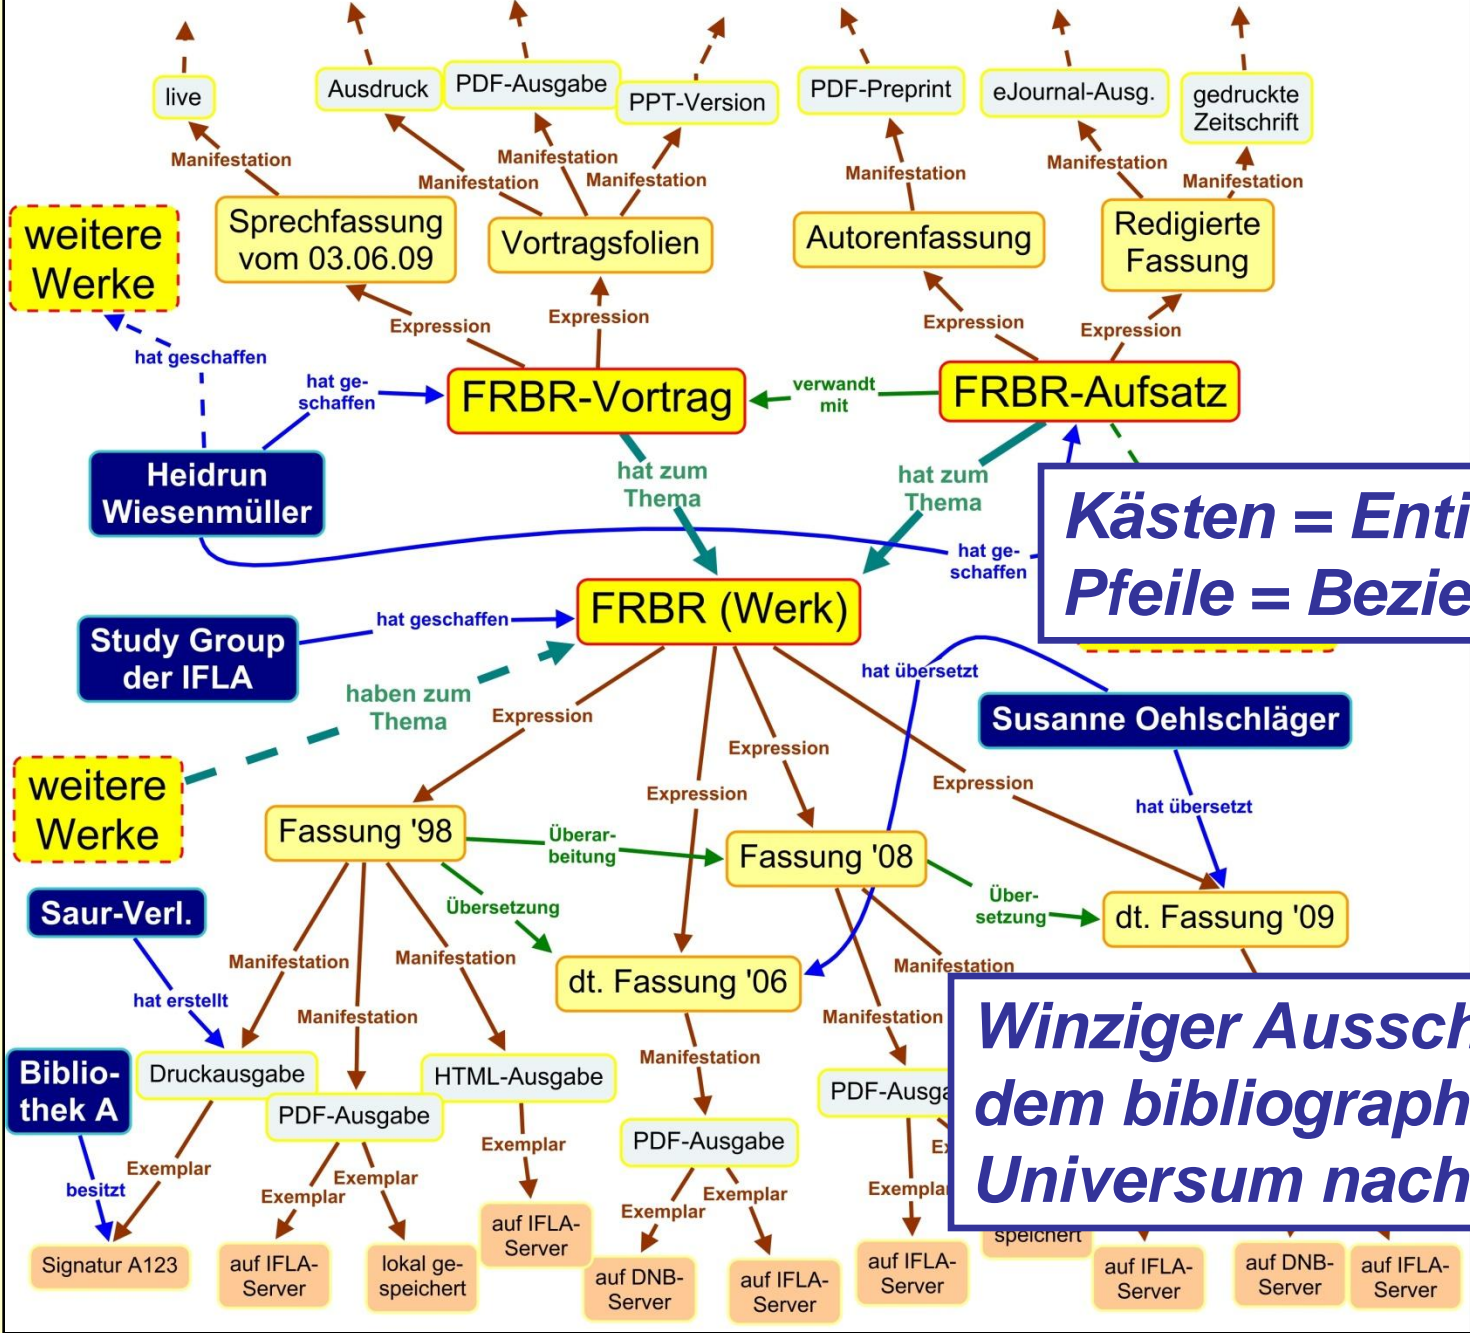 live
Ausdruck
PDF-Ausgabe
PPT-Version
PDF-Preprint
eJournal-Ausg.
gedruckte
Zeitschrift
Manifestation
Manifestation
Manifestation
Manifestation
Manifestation
Manifestation
Manifestation
weitere
Werke
Sprechfassung
vom 03.06.09
Vortragsfolien
Autorenfassung
Redigierte
Fassung
Expression
Expression
Expression
Expression
hat geschaffen
hat ge-
schaffen
FRBR-Vortrag
verwandt
mit
FRBR-Aufsatz
Heidrun
Wiesenmüller
hat zum
Thema
hat zum
Thema
hat ge-
schaffen
Kästen = Enti
Pfeile = Bezie
Study Group
der IFLA
hat geschaffen
FRBR (Werk)
haben zum
Thema
hat übersetzt
Susanne Oehlschläger
Expression
Expression
Expression
Expression
hat übersetzt
weitere
Werke
Fassung '98
Überar-
beitung
Fassung '08
Übersetzung
Über-
setzung
dt. Fassung '09
Saur-Verl.
hat erstellt
Manifestation
Manifestation
Manifestation
dt. Fassung '06
Manifestation
Manifestation
Manifestation
Winziger Aussch
dem bibliograph
Universum nach
Biblio-
thek A
Druckausgabe
PDF-Ausgabe
HTML-Ausgabe
PDF-Ausgabe
PDF-Ausga
besitzt
Exemplar
Exemplar
Exemplar
Exemplar
Exemplar
Exemplar
Exempla
Ex
Signatur A123
auf IFLA-
Server
lokal ge-
speichert
auf IFLA-
Server
auf DNB-
Server
auf IFLA-
Server
auf IFLA-
Server
speichert
auf IFLA-
Server
auf DNB-
Server
auf IFLA-
Server